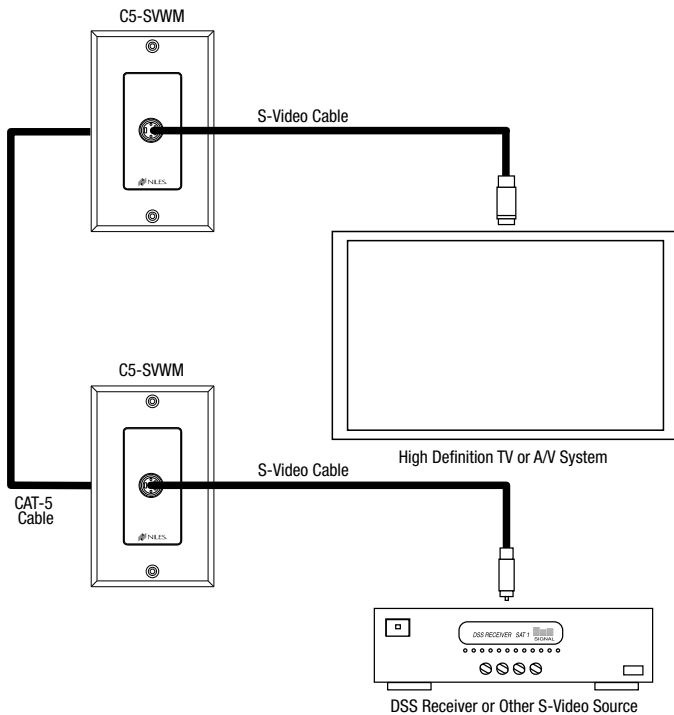 C5-SVWM
S-Video Cable
NILES
C5-SVWM
High Definition TV or A/V System
S-Video Cable
CAT-5
Cable
NILES
DSS RECEIVER SAT 1
SIGNAL
DSS Receiver or Other S-Video Source